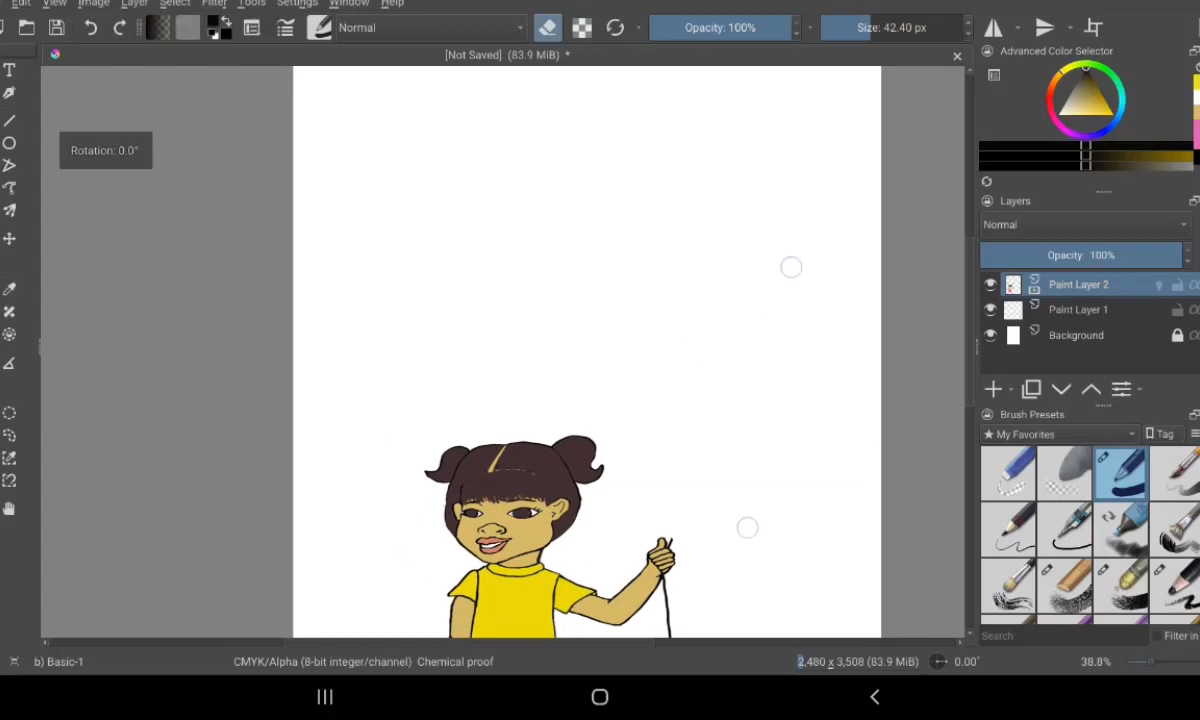 Edit View Image Layer Select Filter Tools Settings Window Help
Normal
Opacity: 100%
Size: 42.40 px
[Not Saved] (83.9 MiB) *
Advanced Color Selector
Rotation: 0.0°
Layers
Normal
Opacity: 100%
Paint Layer 2
Paint Layer 1
Background
Brush Presets
My Favorites
Tag
Search
Filter in
b) Basic-1
CMYK/Alpha (8-bit integer/channel) Chemical proof
2,480 x 3,508 (83.9 MiB)
0.00°
38.8%